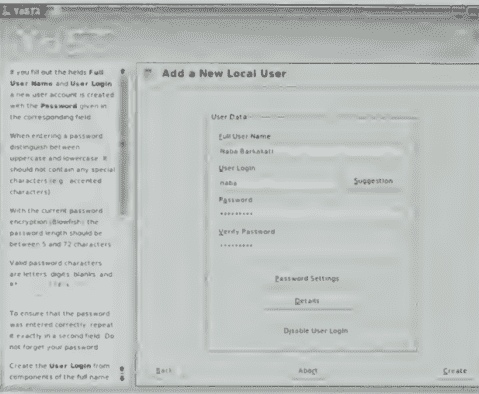 YaST2
YaST
If you fill out the fields Full
User Name and User Login
a new user account is created
with the Password given in
the corresponding field
When entering a password
distinguish between
uppercase and lowercase. It
should not contain any special
characters (e.g. accented
characters)
With the current password
encryption (Blowfish) the
password length should be
between 5 and 72 characters
Valid password characters
are letters digits blanks and
To ensure that the password
was entered correctly repeat
it exactly in a second field. Do
not forget your password
Create the User Login from
components of the full name
Add a New Local User
User Data
Full User Name
Naba Barkakati
User Login
naba
Suggestion
Password
*********
Verify Password
*********
Password Settings
Details
Disable User Login
Back
Abort
Create